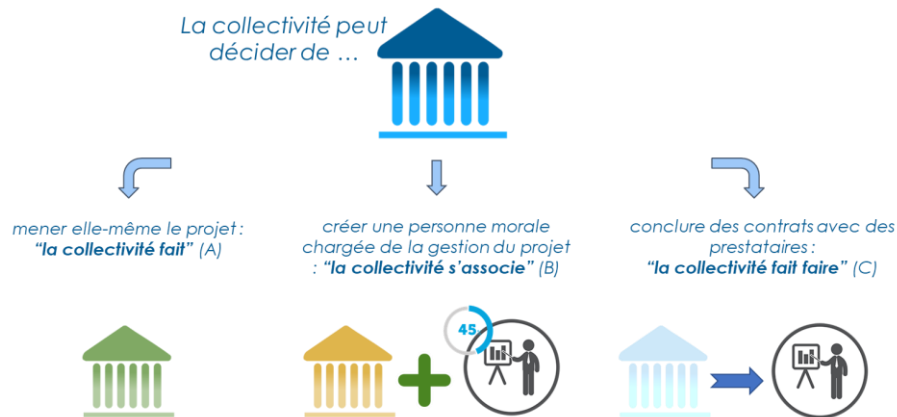 La collectivité peut
décider de ...
mener elle-même le projet :
“la collectivité fait” (A)
créer une personne morale
chargée de la gestion du projet
: “la collectivité s’associe” (B)
conclure des contrats avec des
prestataires :
“la collectivité fait faire” (C)
45